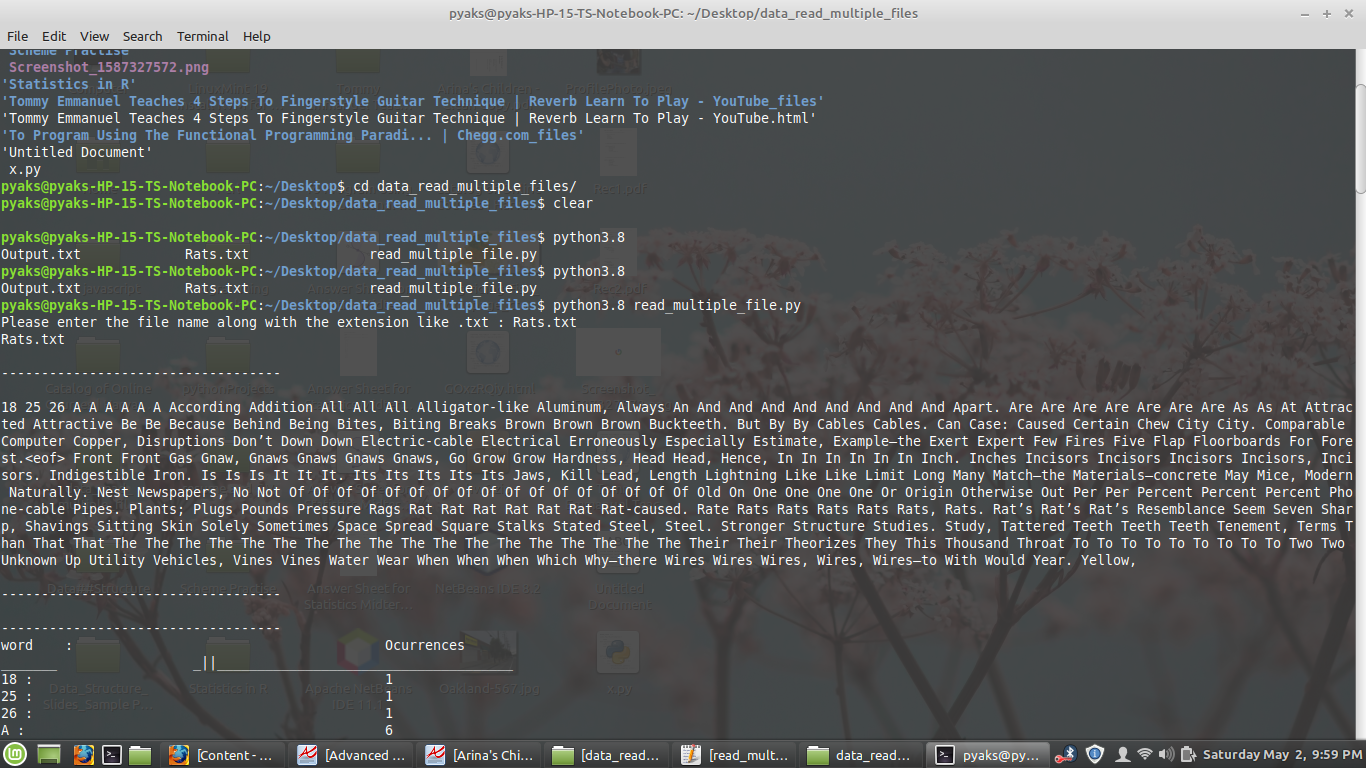 pyaks@pyaks-HP-15-TS-Notebook-PC: ~/Desktop/data_read_multiple_files
File Edit View Search Terminal Help
Scheme Practise
Screenshot_1587327572.png
'Statistics in R'
'Tommy Emmanuel Teaches 4 Steps To Fingerstyle Guitar Technique | Reverb Learn To Play - YouTube_files'
'Tommy Emmanuel Teaches 4 Steps To Fingerstyle Guitar Technique | Reverb Learn To Play - YouTube.html'
'To Program Using The Functional Programming Paradi... | Chegg.com_files'
'Untitled Document'
x.py
pyaks@pyaks-HP-15-TS-Notebook-PC:~/Desktop$ cd data_read_multiple_files/
pyaks@pyaks-HP-15-TS-Notebook-PC:~/Desktop/data_read_multiple_files$ clear
pyaks@pyaks-HP-15-TS-Notebook-PC:~/Desktop/data_read_multiple_files$ python3.8
Output.txt Rats.txt read_multiple_file.py
pyaks@pyaks-HP-15-TS-Notebook-PC:~/Desktop/data_read_multiple_files$ python3.8
Output.txt Rats.txt read_multiple_file.py
pyaks@pyaks-HP-15-TS-Notebook-PC:~/Desktop/data_read_multiple_files$ python3.8 read_multiple_file.py
Please enter the file name along with the extension like .txt : Rats.txt
Rats.txt
-----------------------------------
18 25 26 A A A A A A According Addition All All All Alligator-like Aluminum, Always An And And And And And And And And Apart. Are Are Are Are Are Are Are As As At Attrac
ted Attractive Be Be Because Behind Being Bites, Biting Breaks Brown Brown Brown Buckteeth. But By By Cables Cables. Can Case: Caused Certain Chew City City. Comparable
Computer Copper, Disruptions Don’t Down Down Electric-cable Electrical Erroneously Especially Estimate, Example—the Exert Expert Few Fires Five Flap Floorboards For Fore
st.<eof> Front Front Gas Gnaw, Gnaws Gnaws Gnaws Gnaws, Go Grow Grow Hardness, Head Head, Hence, In In In In In In Inch. Inches Incisors Incisors Incisors Incisors, Inci
sors. Indigestible Iron. Is Is Is It It It. Its Its Its Its Its Jaws, Kill Lead, Length Lightning Like Like Limit Long Many Match—the Materials—concrete May Mice, Modern
Naturally. Nest Newspapers, No Not Of Of Of Of Of Of Of Of Of Of Of Of Of Of Of Of Of Old On One One One One Or Origin Otherwise Out Per Per Percent Percent Percent Pho
ne-cable Pipes. Plants; Plugs Pounds Pressure Rags Rat Rat Rat Rat Rat Rat Rat-caused. Rate Rats Rats Rats Rats Rats, Rats. Rat’s Rat’s Rat’s Resemblance Seem Seven Shar
p, Shavings Sitting Skin Solely Sometimes Space Spread Square Stalks Stated Steel, Steel. Stronger Structure Studies. Study, Tattered Teeth Teeth Teeth Tenement, Terms T
han That That The The The The The The The The The The The The The The The The The Their Their Theorizes They This Thousand Throat To To To To To To To To To Two Two
Unknown Up Utility Vehicles, Vines Vines Water Wear When When When Which Why—there Wires Wires Wires, Wires, Wires—to With Would Year. Yellow,
-----------------------------------
-----------------------------------
word : Ocurrences
_______ _||_____________________________________
18 : 1
25 : 1
26 : 1
A : 6
[Content - ... [Advanced ... [Arina's Chi... [data_read... [read_mult... data_read... pyaks@py... Saturday May 2, 9:59 PM